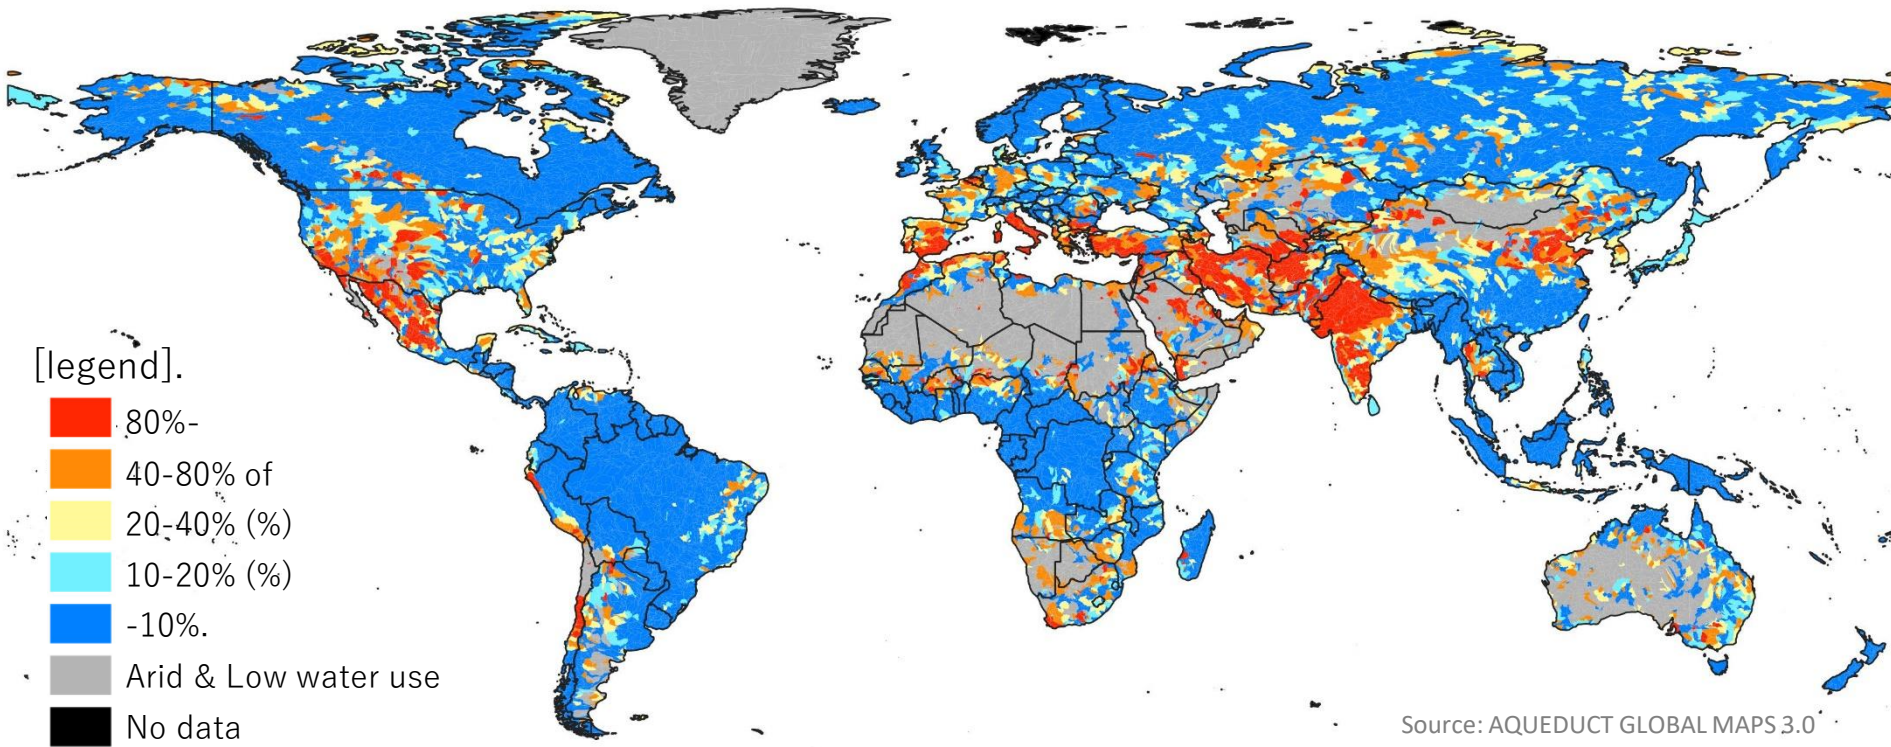 [legend].
80%-
40-80% of
20-40% (%)
10-20% (%)
-10%.
Arid & Low water use
No data
Source: AQUEDUCT GLOBAL MAPS 3.0